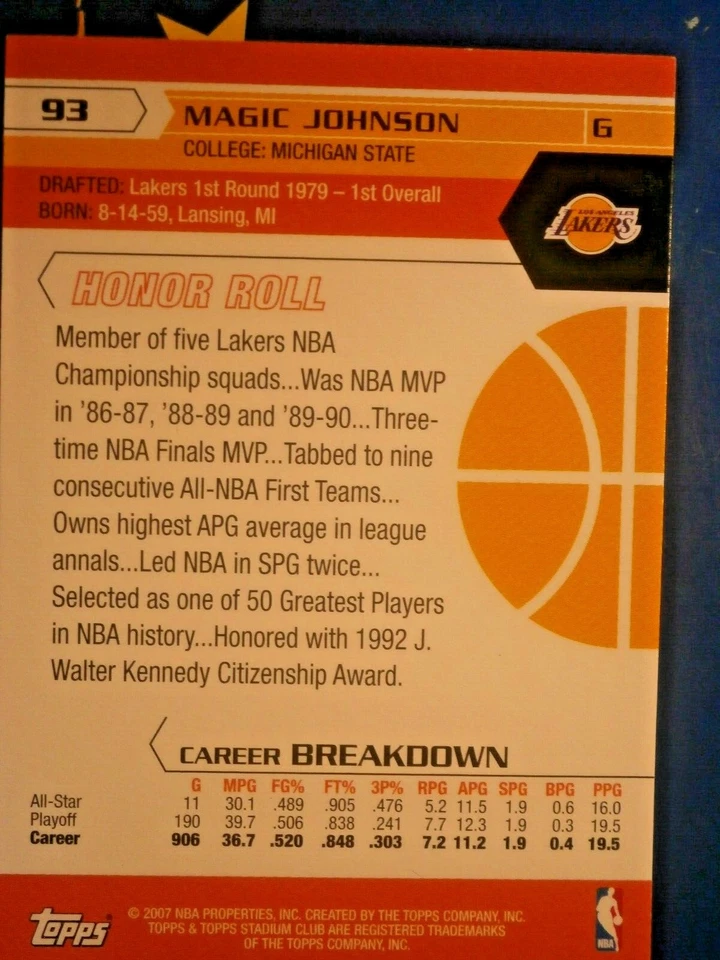 93
MAGIC JOHNSON
G
COLLEGE: MICHIGAN STATE
DRAFTED: Lakers 1st Round 1979 – 1st Overall
BORN: 8-14-59, Lansing, MI
LOS ANGELES
LAKERS
HONOR ROLL
Member of five Lakers NBA
Championship squads...Was NBA MVP
in ’86-87, ’88-89 and ’89-90...Three-
time NBA Finals MVP...Tabbed to nine
consecutive All-NBA First Teams...
Owns highest APG average in league
annals...Led NBA in SPG twice...
Selected as one of 50 Greatest Players
in NBA history...Honored with 1992 J.
Walter Kennedy Citizenship Award.
CAREER BREAKDOWN
G MPG FG% FT% 3P% RPG APG SPG BPG PPG
All-Star 11 30.1 .489 .905 .476 5.2 11.5 1.9 0.6 16.0
Playoff 190 39.7 .506 .838 .241 7.7 12.3 1.9 0.3 19.5
Career 906 36.7 .520 .848 .303 7.2 11.2 1.9 0.4 19.5
Topps®
© 2007 NBA PROPERTIES, INC. CREATED BY THE TOPPS COMPANY, INC.
TOPPS & TOPPS STADIUM CLUB ARE REGISTERED TRADEMARKS
OF THE TOPPS COMPANY, INC.
NBA